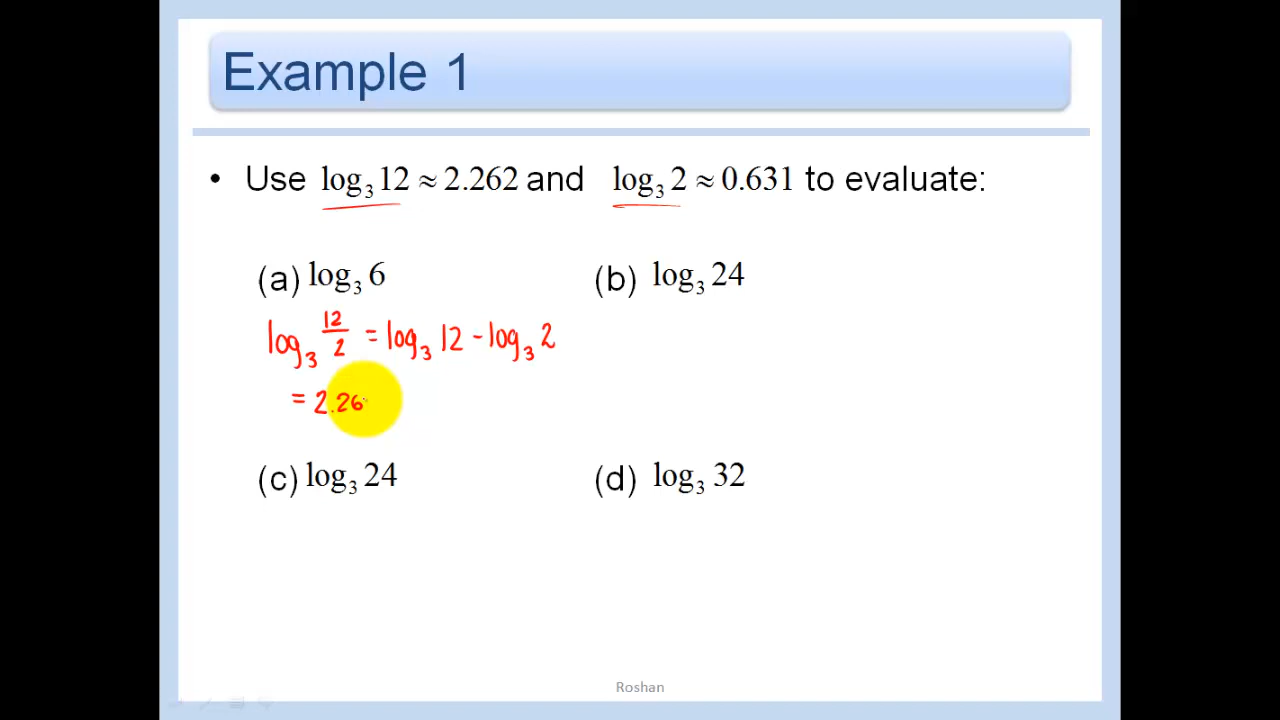 Example 1
• Use log₃ 12 ≈ 2.262 and log₃ 2 ≈ 0.631 to evaluate:
(a) log₃ 6 (b) log₃ 24
log₃ 12/2 = log₃ 12 - log₃ 2
= 2.26
(c) log₃ 24 (d) log₃ 32
Roshan